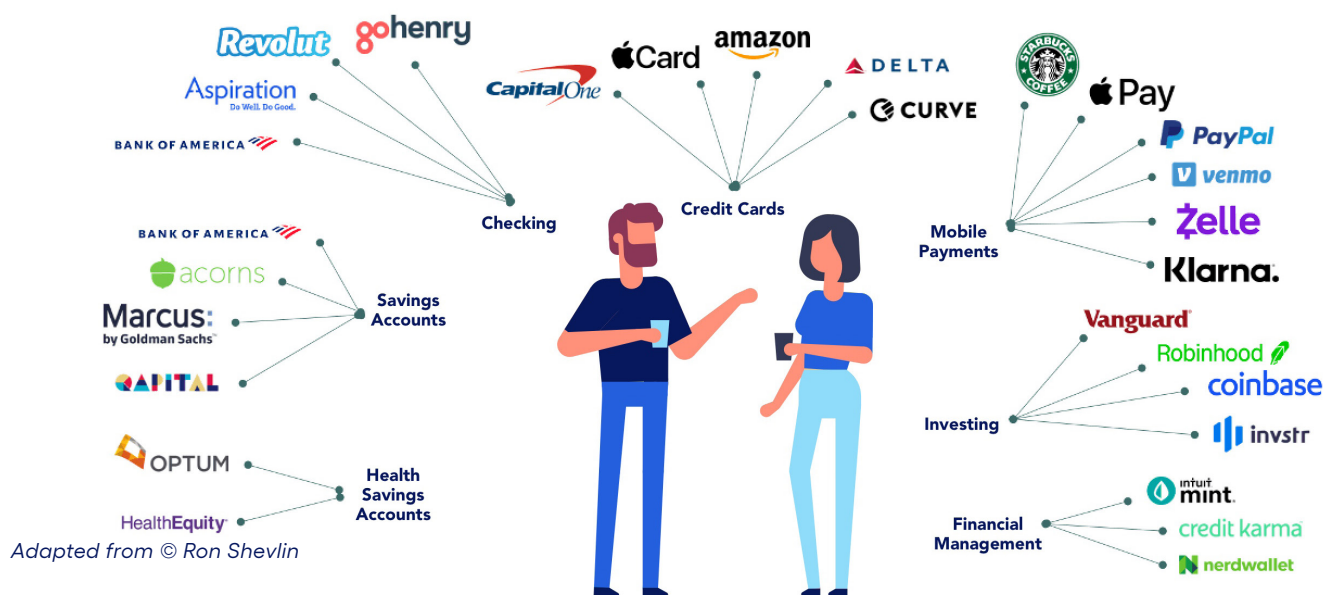 Revolut
gohenry
Aspiration
Do Well. Do Good.
BANK OF AMERICA
Checking
Capital One
Card
amazon
DELTA
CURVE
Credit Cards
STARBUCKS
COFFEE
Pay
PayPal
venmo
Zelle
Klarna.
Mobile
Payments
BANK OF AMERICA
acorns
Marcus:
by Goldman Sachs™
QAPITAL
Savings
Accounts
Vanguard®
Robinhood
coinbase
invstr
Investing
OPTUM
HealthEquity
Health
Savings
Accounts
intuit
mint.
credit karma
nerdwallet
Financial
Management
Adapted from © Ron Shevlin